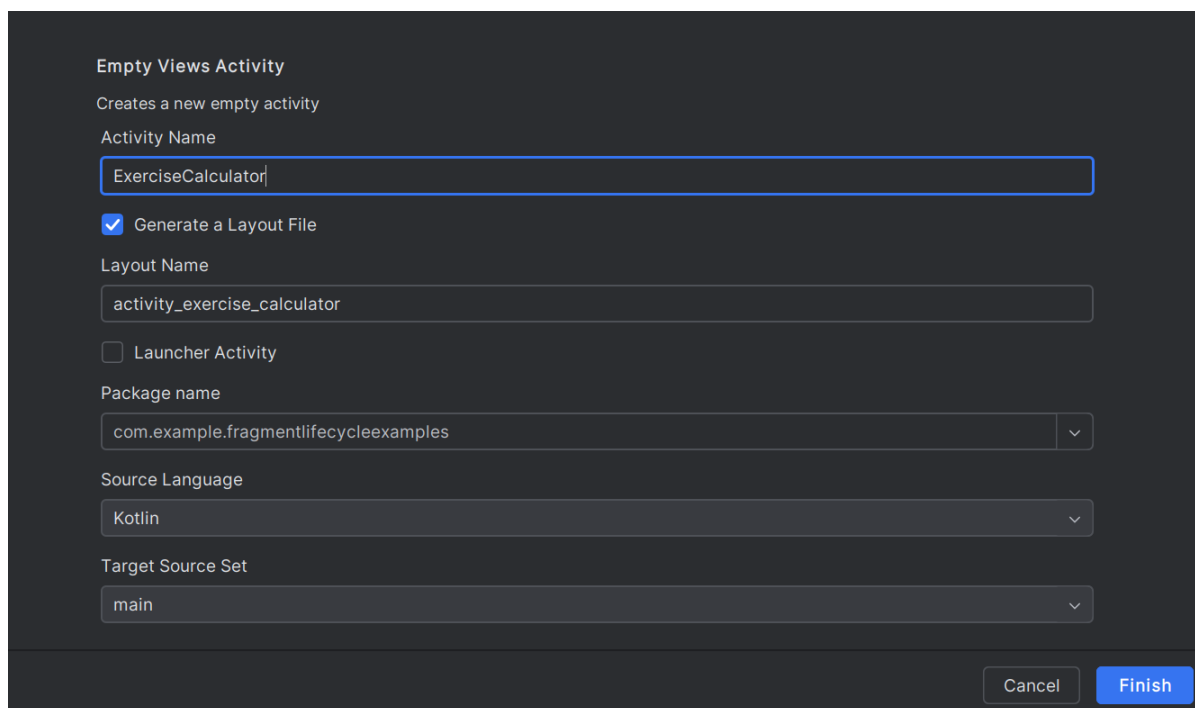 Empty Views Activity
Creates a new empty activity
Activity Name
ExerciseCalculator
Generate a Layout File
Layout Name
activity_exercise_calculator
Launcher Activity
Package name
com.example.fragmentlifecycleexamples
Source Language
Kotlin
Target Source Set
main
Cancel
Finish